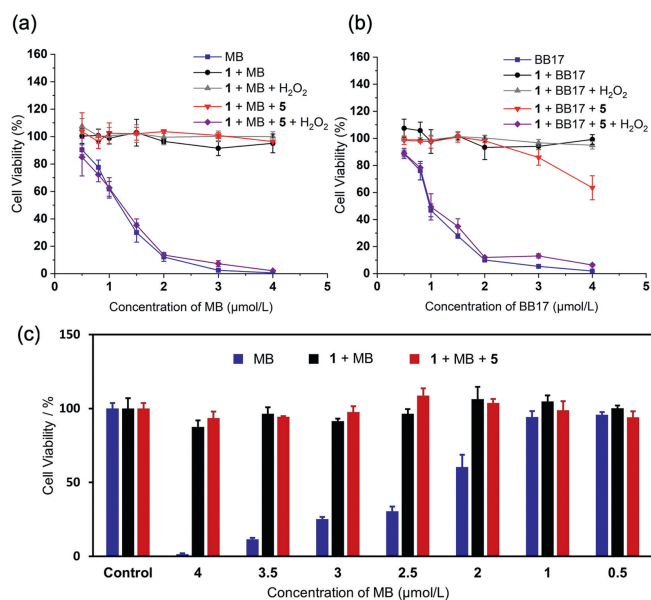 (a)
160
140
120
100
80
60
40
20
0
Cell Viability (%)
MB
1 + MB
1 + MB + H₂O₂
1 + MB + 5
1 + MB + 5 + H₂O₂
0 1 2 3 4 5
Concentration of MB (μmol/L)
(b)
160
140
120
100
80
60
40
20
0
Cell Viability (%)
BB17
1 + BB17
1 + BB17 + H₂O₂
1 + BB17 + 5
1 + BB17 + 5 + H₂O₂
0 1 2 3 4 5
Concentration of BB17 (μmol/L)
(c)
150
100
50
0
Cell Viability / %
MB 1 + MB 1 + MB + 5
Control 4 3.5 3 2.5 2 1 0.5
Concentration of MB (μmol/L)